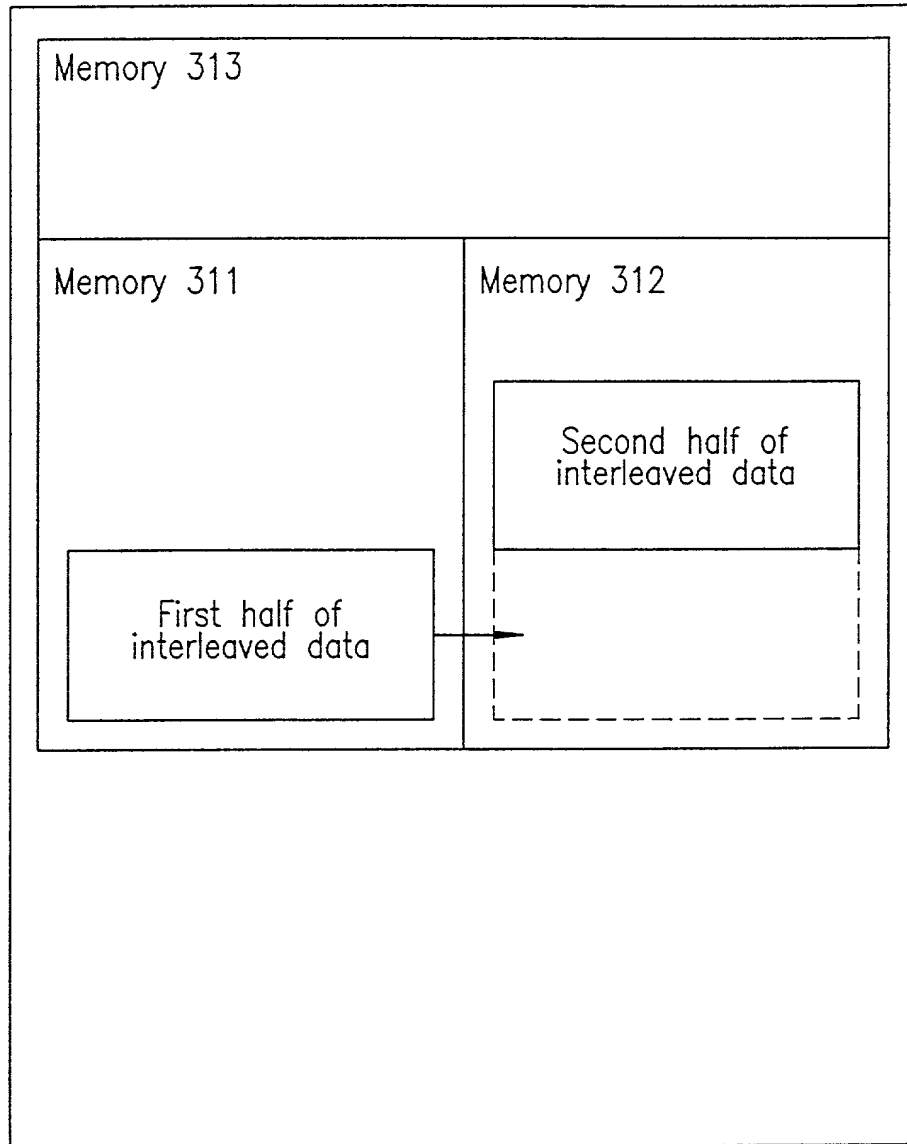 Memory 313
Memory 311
Memory 312
Second half of
interleaved data
First half of
interleaved data